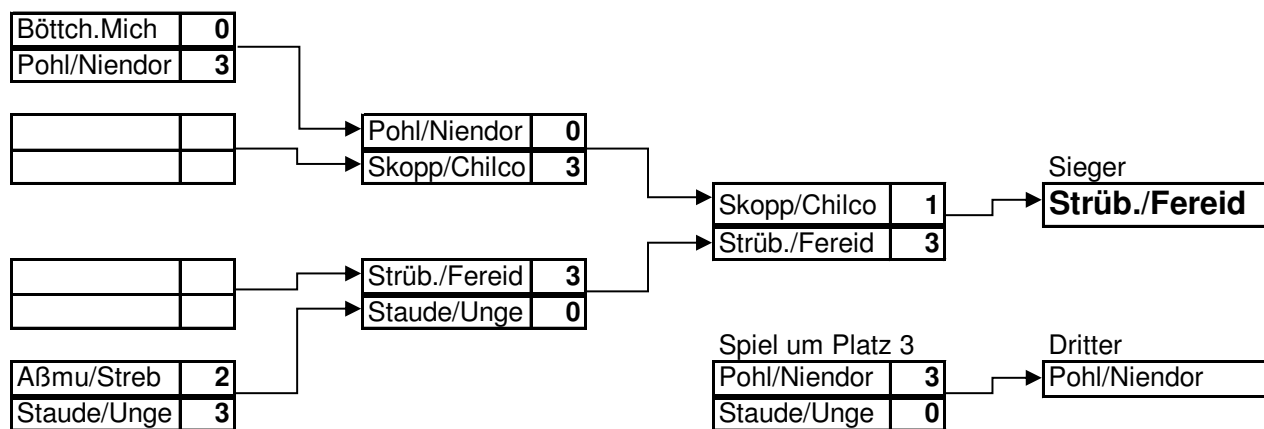 Böttch.Mich 0
Pohl/Niendor 3
Pohl/Niendor 0
Skopp/Chilco 3
Sieger
Skopp/Chilco 1
Strüb./Fereid
Strüb./Fereid 3
Strüb./Fereid 3
Staude/Unge 0
Spiel um Platz 3
Dritter
Aßmu/Streb 2
Pohl/Niendor 3
Pohl/Niendor
Staude/Unge 3
Staude/Unge 0